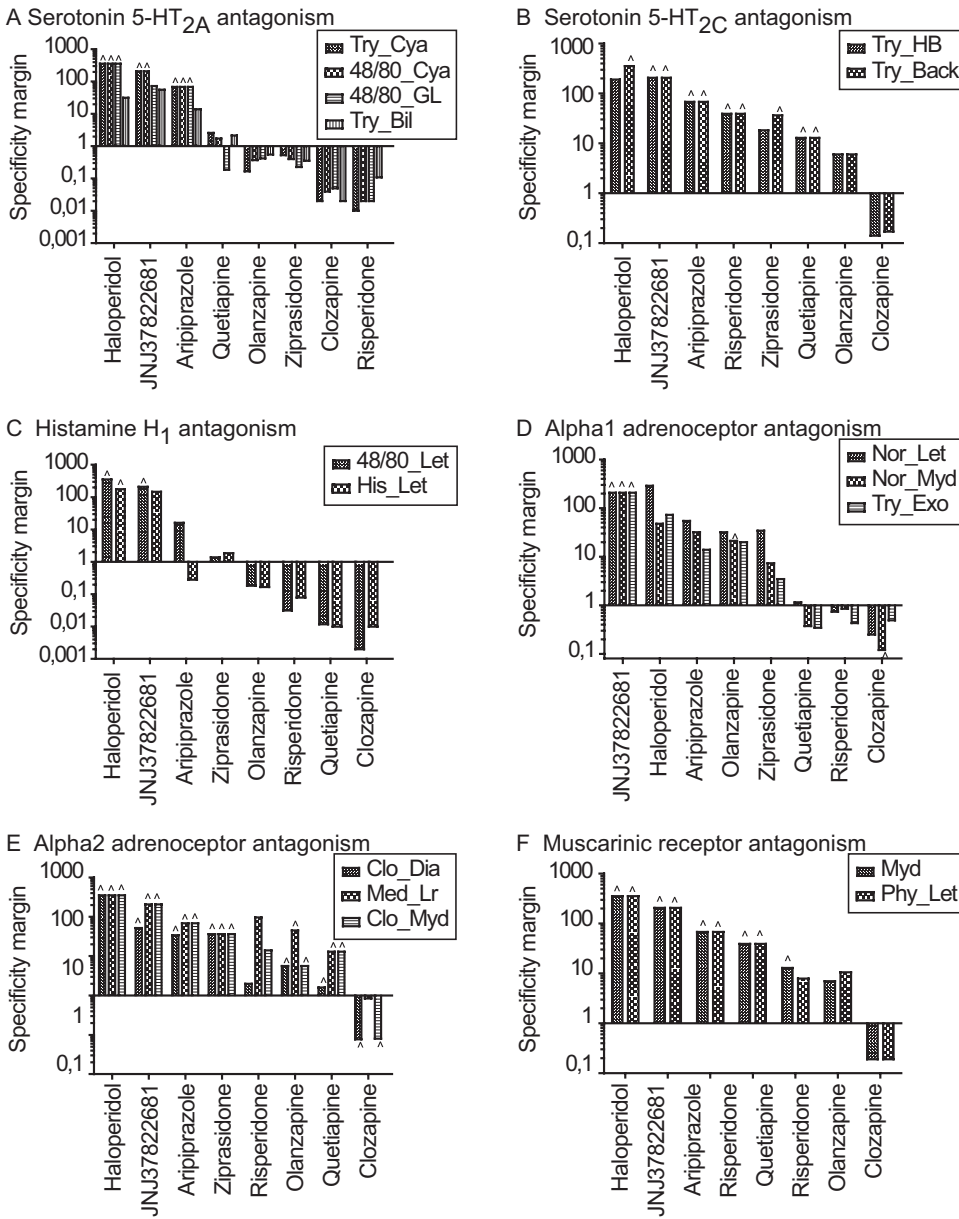 A Serotonin 5-HT2A antagonism
Specificity margin
1000
100
10
1
0,1
0,01
0,001
^ ^ ^
^ ^
^ ^ ^
Try_Cya
48/80_Cya
48/80_GL
Try_Bil
Haloperidol
JNJ37822681
Aripiprazole
Quetiapine
Olanzapine
Ziprasidone
Clozapine
Risperidone
B Serotonin 5-HT2C antagonism
Specificity margin
1000
100
10
1
0,1
^
^ ^
^ ^
^ ^
^
^ ^
Try_HB
Try_Back
Haloperidol
JNJ37822681
Aripiprazole
Risperidone
Ziprasidone
Quetiapine
Olanzapine
Clozapine
C Histamine H1 antagonism
Specificity margin
1000
100
10
1
0,1
0,01
0,001
^ ^
^
48/80_Let
His_Let
Haloperidol
JNJ37822681
Aripiprazole
Ziprasidone
Olanzapine
Risperidone
Quetiapine
Clozapine
D Alpha1 adrenoceptor antagonism
Specificity margin
1000
100
10
1
0,1
^ ^ ^
^
^
Nor_Let
Nor_Myd
Try_Exo
JNJ37822681
Haloperidol
Aripiprazole
Olanzapine
Ziprasidone
Quetiapine
Risperidone
Clozapine
E Alpha2 adrenoceptor antagonism
Specificity margin
1000
100
10
1
0,1
^ ^ ^
^ ^ ^
^ ^ ^
^ ^ ^
^ ^ ^
^ ^ ^
^ ^
Clo_Dia
Med_Lr
Clo_Myd
Haloperidol
JNJ37822681
Aripiprazole
Ziprasidone
Risperidone
Olanzapine
Quetiapine
Clozapine
F Muscarinic receptor antagonism
Specificity margin
1000
100
10
1
0,1
^ ^
^ ^
^ ^
^ ^
^
Myd
Phy_Let
Haloperidol
JNJ37822681
Aripiprazole
Quetiapine
Risperidone
Olanzapine
Clozapine